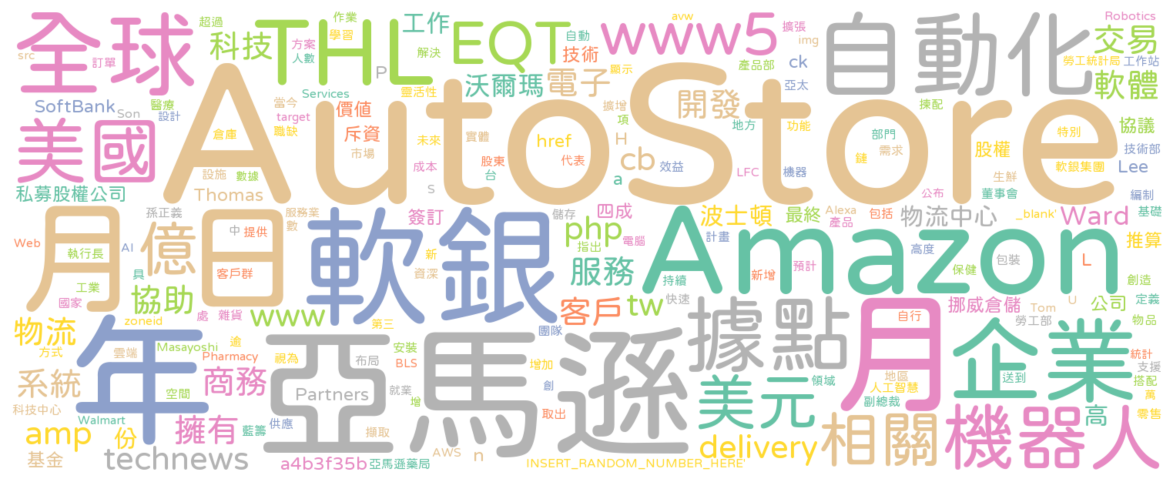 src
全球
訂單
超過
科技
方案
人數
作業
學習
THL
解決
工作
P
靈活性
EQT
沃爾瑪
技術
電子
自動
顯示
www5
擴張
img
avw
產品部
ck
亞太
自動化
Robotics
交易
勞工統計局
工作站
軟體
SoftBank
醫療
設計
Services
Son
當今
target
職缺
價值
斥資
市場
美國
倉庫
設施
數據
AutoStore
未來
成本
實體
股東
台
s
href
代表
擴增
項
H
cb
a
開發
效益
地方
LFC
功能
機器
揀配
部門
需求
鏈
股權
生鮮
董事會
特別
協議
技術部
軟銀集團
Lee
編制
私募股權公司
Thomas
孫正義
服務業
數
簽訂
儲存
四成
波士頓
最終
Alexa
產品
公布
包括
物流中心
_blank'
Ward
基礎
Web
AI
執行長
具
工業
國家
月
億
日
中
提供
客戶群
處
雜貨
協助
軟銀
新
資深
php
指出
電腦
服務
計畫
持續
Amazon
新增
預計
高度
保健
包裝
L
推算
創造
定義
物流
方式
zoneid
www
第三
團隊
客戶
tw
快速
據點
自行
月
挪威倉儲
Tom
U
勞工部
公司
物品
Masayoshi
逾
雲端
Pharmacy
視為
布局
安裝
BLS
增加
年
亞馬遜
美元
領域
地區
人工智慧
副總裁
企業
送到
高
統計
支援
搭配
萬
零售
系統
科技中心
Walmart
空間
商務
Partners
就業
增
創
取出
amp
份
擁有
藍籌
供應
擷取
delivery
相關
機器人
基金
technews
a4b3f35b
亞馬遜藥局
AWS
n
INSERT_RANDOM_NUMBER_HERE'